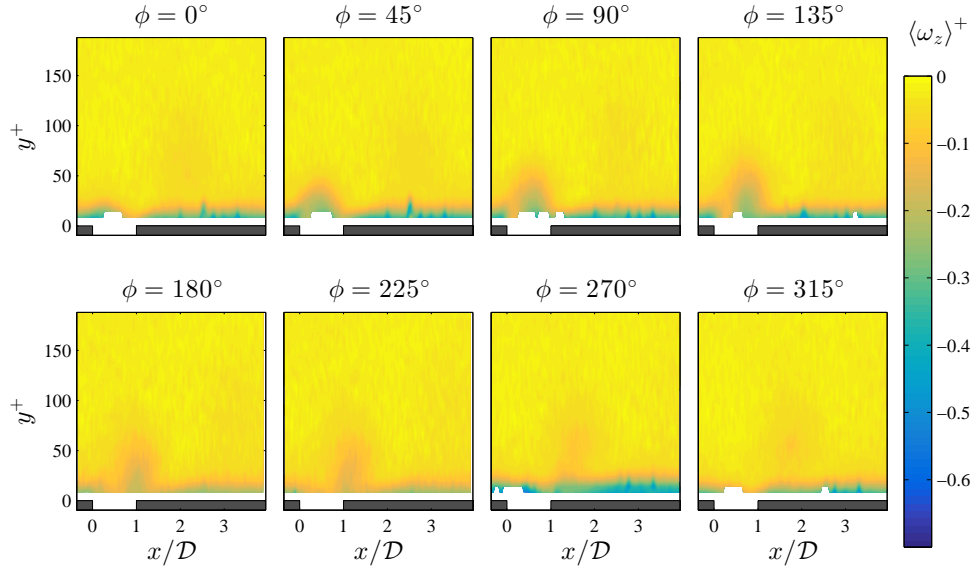 ϕ = 0° ϕ = 45° ϕ = 90° ϕ = 135° ⟨ω_z⟩⁺
150
100
50
0
y⁺
0
−0.1
−0.2
−0.3
−0.4
−0.5
−0.6
ϕ = 180° ϕ = 225° ϕ = 270° ϕ = 315°
150
100
50
0
y⁺
0 1 2 3 0 1 2 3 0 1 2 3 0 1 2 3
x/𝒟 x/𝒟 x/𝒟 x/𝒟